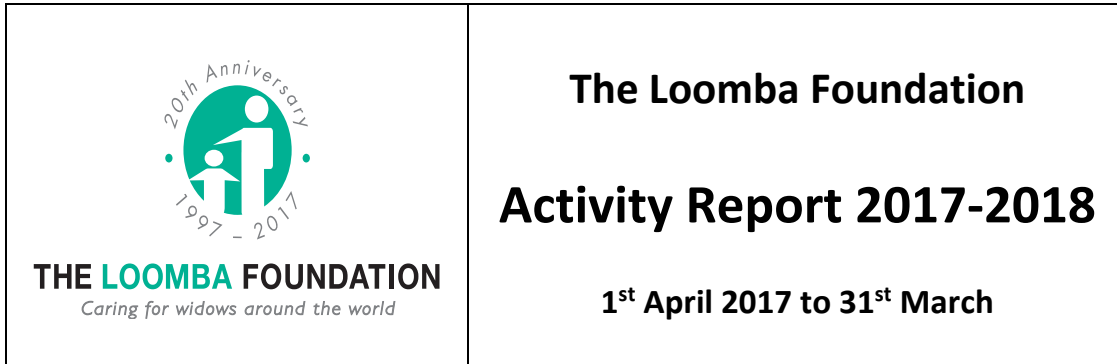 20th Anniversary
1997 – 2017
THE LOOMBA FOUNDATION
Caring for widows around the world
The Loomba Foundation
Activity Report 2017-2018
1st April 2017 to 31st March